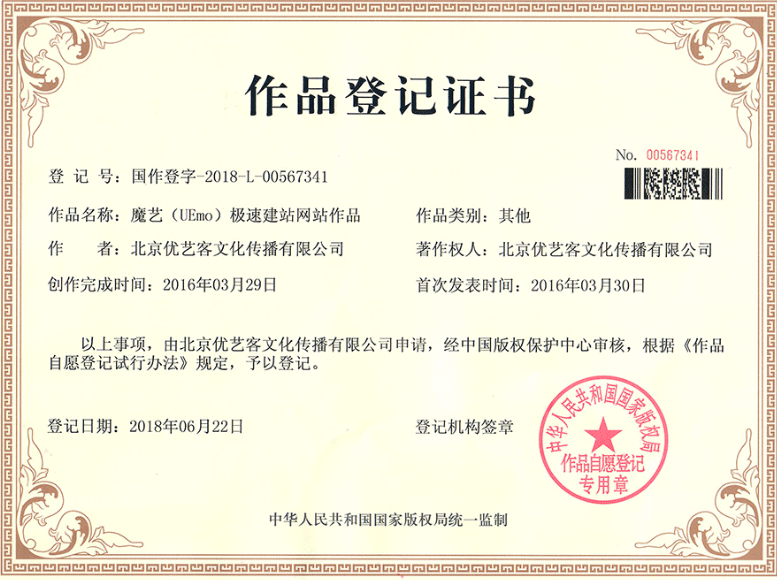 作品登记证书
No. 00567341
登 记 号：国作登字-2018-L-00567341
作品名称：魔艺（UEmo）极速建站网站作品 作品类别：其他
作 者：北京优艺客文化传播有限公司 著作权人：北京优艺客文化传播有限公司
创作完成时间：2016年03月29日 首次发表时间：2016年03月30日
以上事项，由北京优艺客文化传播有限公司申请，经中国版权保护中心审核，根据《作品
自愿登记试行办法》规定，予以登记。
登记日期：2018年06月22日 登记机构签章
中华人民共和国国家版权局
作品自愿登记
专用章
中华人民共和国国家版权局统一监制